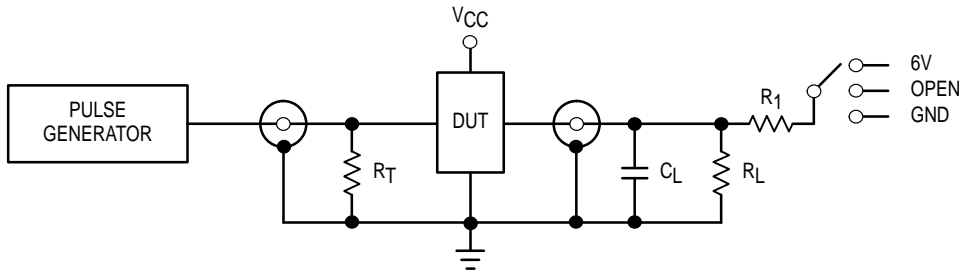 VCC
6V
OPEN
GND
PULSE
GENERATOR
DUT
R1
RT
CL
RL